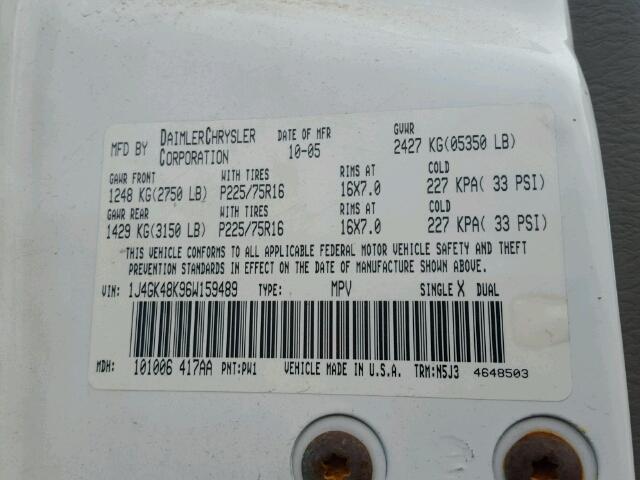 MFD BY DAIMLERCHRYSLER CORPORATION DATE OF MFR 10-05 GVWR 2427 KG(05350 LB)
GAWR FRONT WITH TIRES RIMS AT COLD
1248 KG(2750 LB) P225/75R16 16X7.0 227 KPA( 33 PSI)
GAWR REAR WITH TIRES RIMS AT COLD
1429 KG(3150 LB) P225/75R16 16X7.0 227 KPA( 33 PSI)
THIS VEHICLE CONFORMS TO ALL APPLICABLE FEDERAL MOTOR VEHICLE SAFETY AND THEFT
PREVENTION STANDARDS IN EFFECT ON THE DATE OF MANUFACTURE SHOWN ABOVE.
VIN: 1J4GK48K96W159489 TYPE: MPV SINGLE X DUAL
MDH: 101006 417AA PNT:PW1 VEHICLE MADE IN U.S.A. TRM:N5J3 4648503